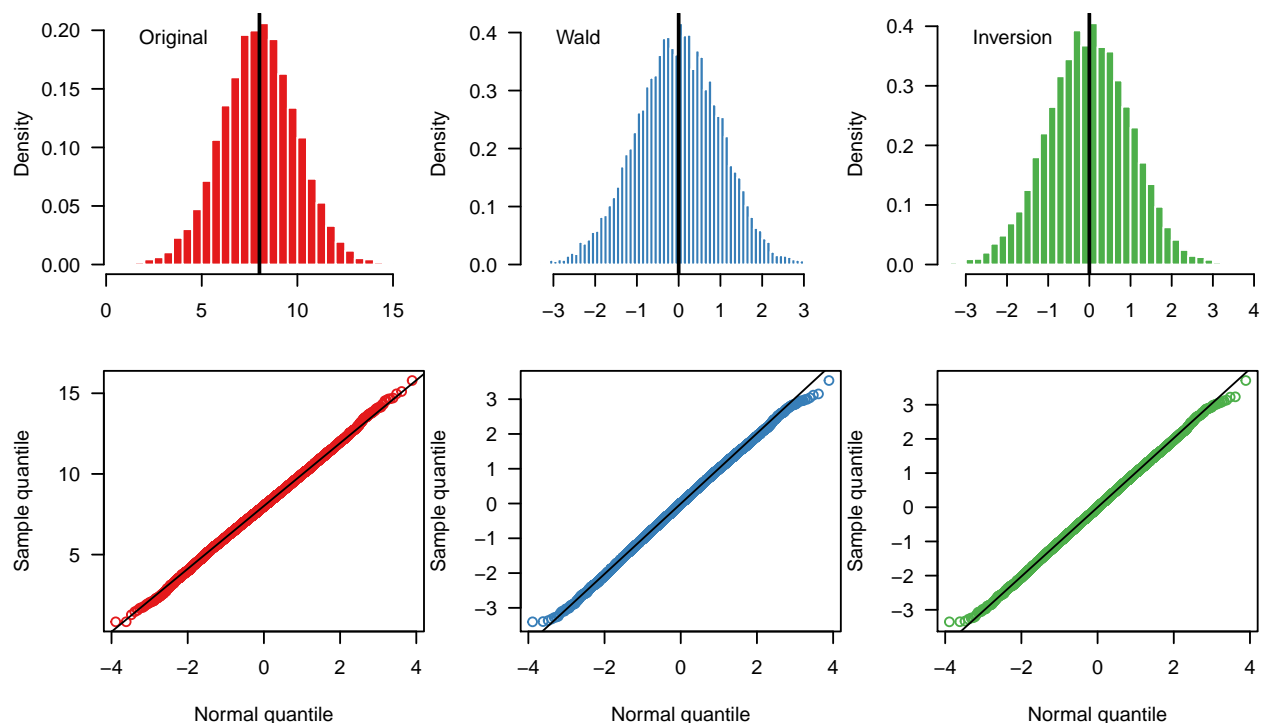 Original
Density
0.20
0.15
0.10
0.05
0.00
0 5 10 15
Wald
Density
0.4
0.3
0.2
0.1
0.0
−3 −2 −1 0 1 2 3
Inversion
Density
0.4
0.3
0.2
0.1
0.0
−3 −2 −1 0 1 2 3 4
Sample quantile
15
10
5
−4 −2 0 2 4
Normal quantile
Sample quantile
3
2
1
0
−1
−2
−3
−4 −2 0 2 4
Normal quantile
Sample quantile
3
2
1
0
−1
−2
−3
−4 −2 0 2 4
Normal quantile